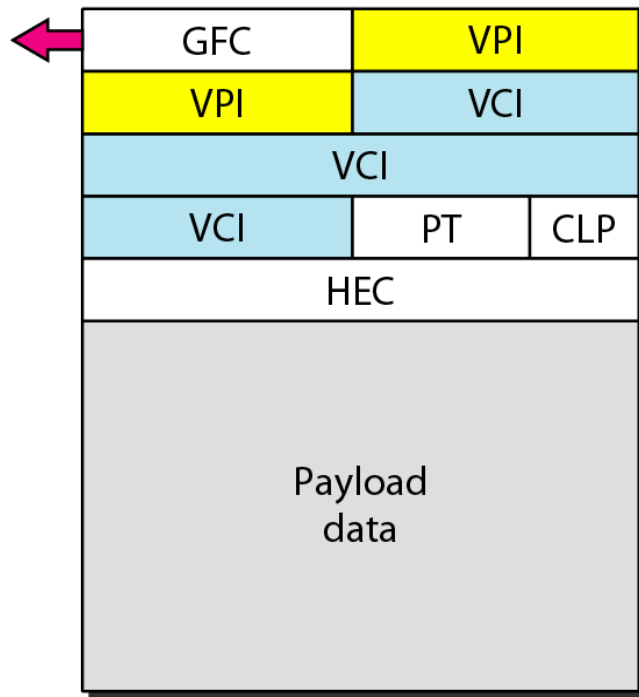 GFC VPI
VPI VCI
VCI
VCI PT CLP
HEC
Payload
data